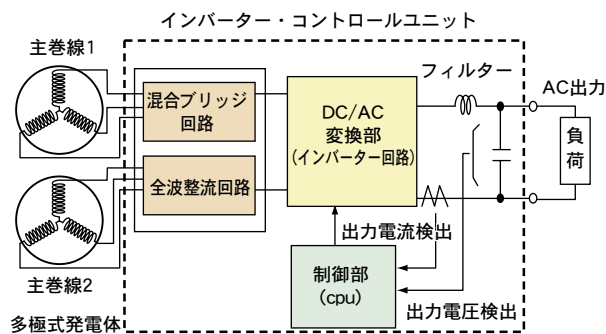 インバーター・コントロールユニット
主巻線1
混合ブリッジ
回路
全波整流回路
主巻線2
多極式発電体
DC/AC
変換部
(インバーター回路)
フィルター
AC出力
負
荷
出力電流検出
制御部
(cpu)
出力電圧検出